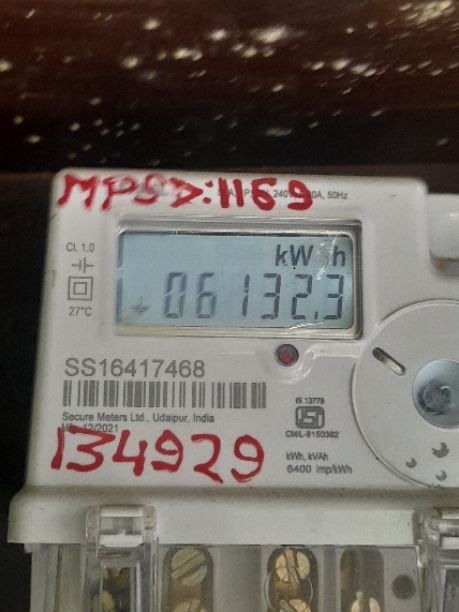 MPSD:1169
240
A, 50Hz
Cl. 1.0
kW h
06132.3
27°C
SS16417468
Secure Meters Ltd., Udaipur, India
12/2021
134929
IS 13779
CM/L-8150362
kWh, kVAh
6400 imp/kWh